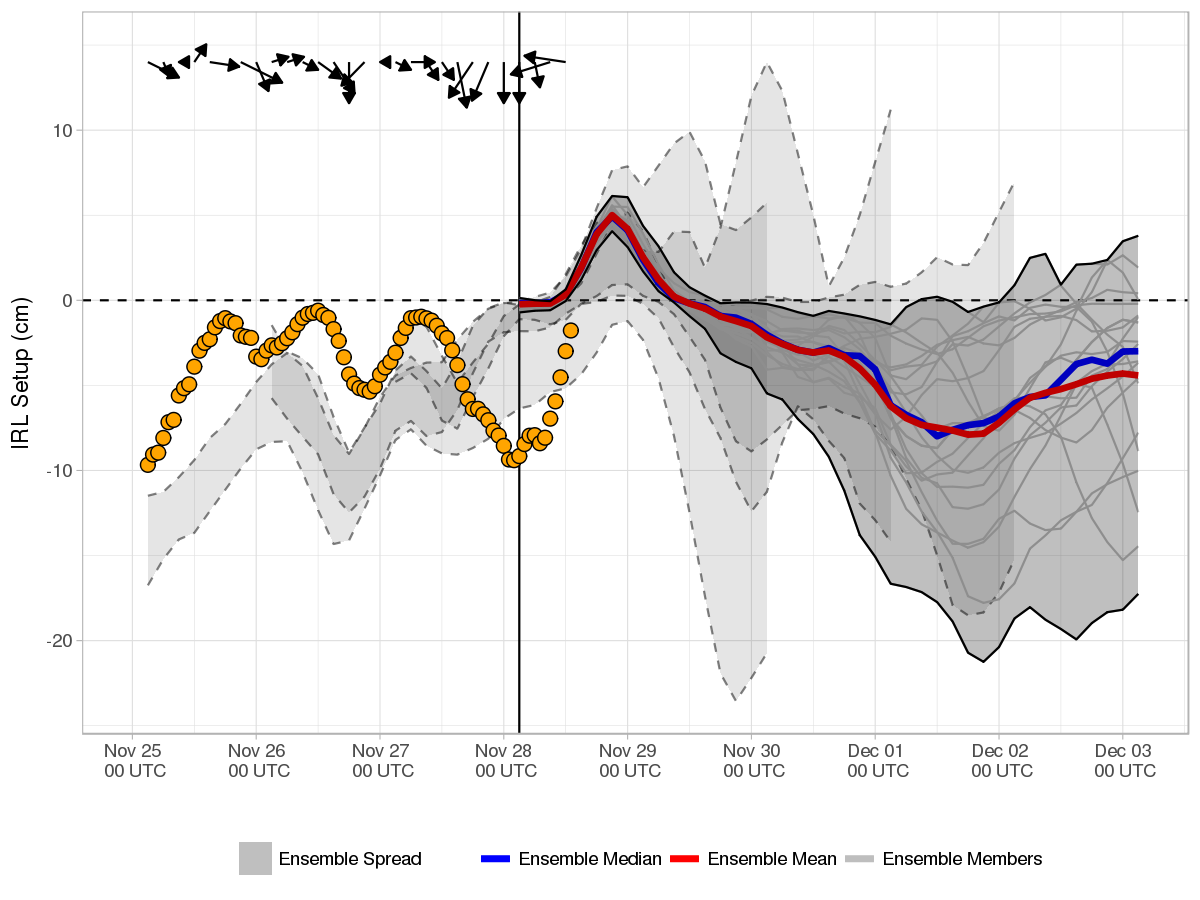 IRL Setup (cm)
10
0
-10
-20
Nov 25 Nov 26 Nov 27 Nov 28 Nov 29 Nov 30 Dec 01 Dec 02 Dec 03
00 UTC 00 UTC 00 UTC 00 UTC 00 UTC 00 UTC 00 UTC 00 UTC 00 UTC
Ensemble Spread Ensemble Median Ensemble Mean Ensemble Members